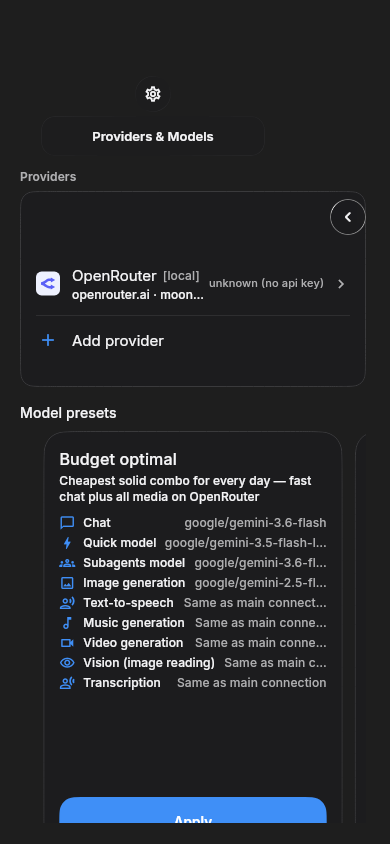 Providers & Models
Providers
OpenRouter [local]
unknown (no api key)
openrouter.ai · moon...
Add provider
Model presets
Budget optimal
Cheapest solid combo for every day — fast
chat plus all media on OpenRouter
Chat google/gemini-3.6-flash
Quick model google/gemini-3.5-flash-l...
Subagents model google/gemini-3.6-fl...
Image generation google/gemini-2.5-fl...
Text-to-speech Same as main connect...
Music generation Same as main conne...
Video generation Same as main conne...
Vision (image reading) Same as main c...
Transcription Same as main connection
Apply